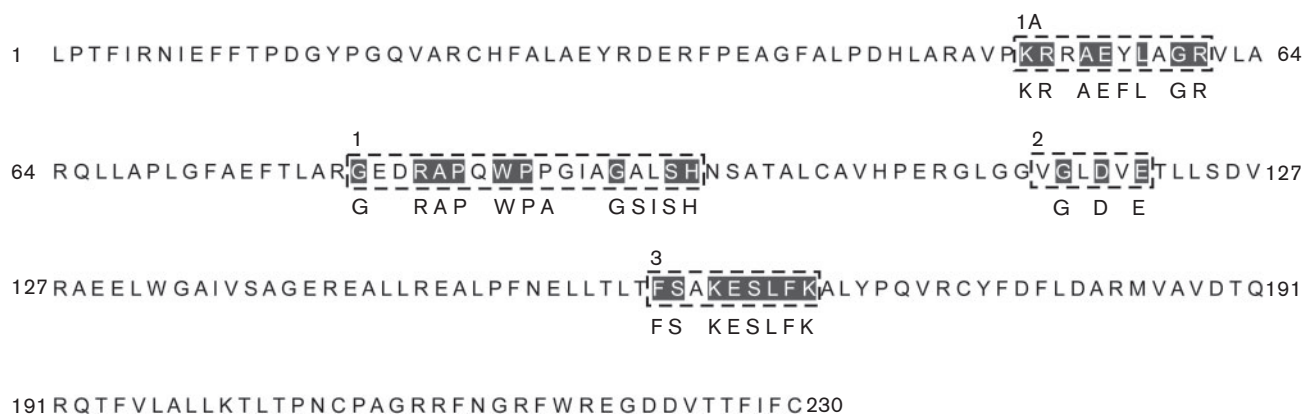 1A
1 LPTFIRNIEFFTPDGYPGQVARCHFALAEYRDERFPEAGFALPDHLARAVPKRRAEYLAGRVLA 64
KR AEFL GR
1
2
64 RQLLAPLGFAEFTLARGEDRAPQWPPGIAGALSHNSATALCAVHPERGLGGVGLDVETLLSDV 127
G RAP WPA GSISH G D E
3
127 RAEELWGAIVSAGEREALLREALPFNELLTLTFSAKESLFKALYPQVRCYFDFLDARMVAVDTQ 191
FS KESLFK
191 RQTFVLALLKTLTPNCPAGRRFNGRFWREGDDVTTFIFC 230